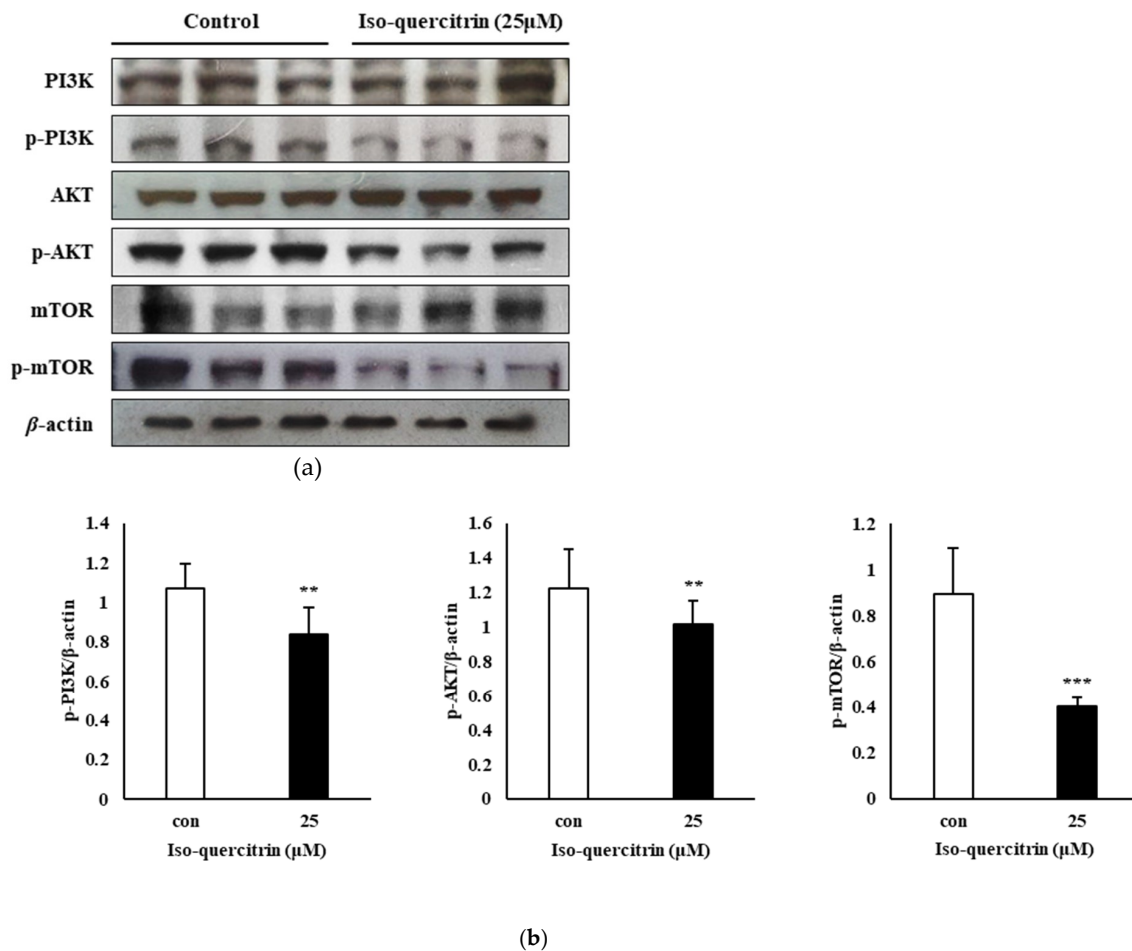 Control Iso-quercitrin (25μM)
PI3K
p-PI3K
AKT
p-AKT
mTOR
p-mTOR
β-actin
(a)
p-PI3K/β-actin
1.4
1.2
1
0.8
0.6
0.4
0.2
0
**
con 25
Iso-quercitrin (μM)
p-AKT/β-actin
1.6
1.4
1.2
1
0.8
0.6
0.4
0.2
0
**
con 25
Iso-quercitrin (μM)
p-mTOR/β-actin
1.2
1
0.8
0.6
0.4
0.2
0
***
con 25
Iso-quercitrin (μM)
(b)